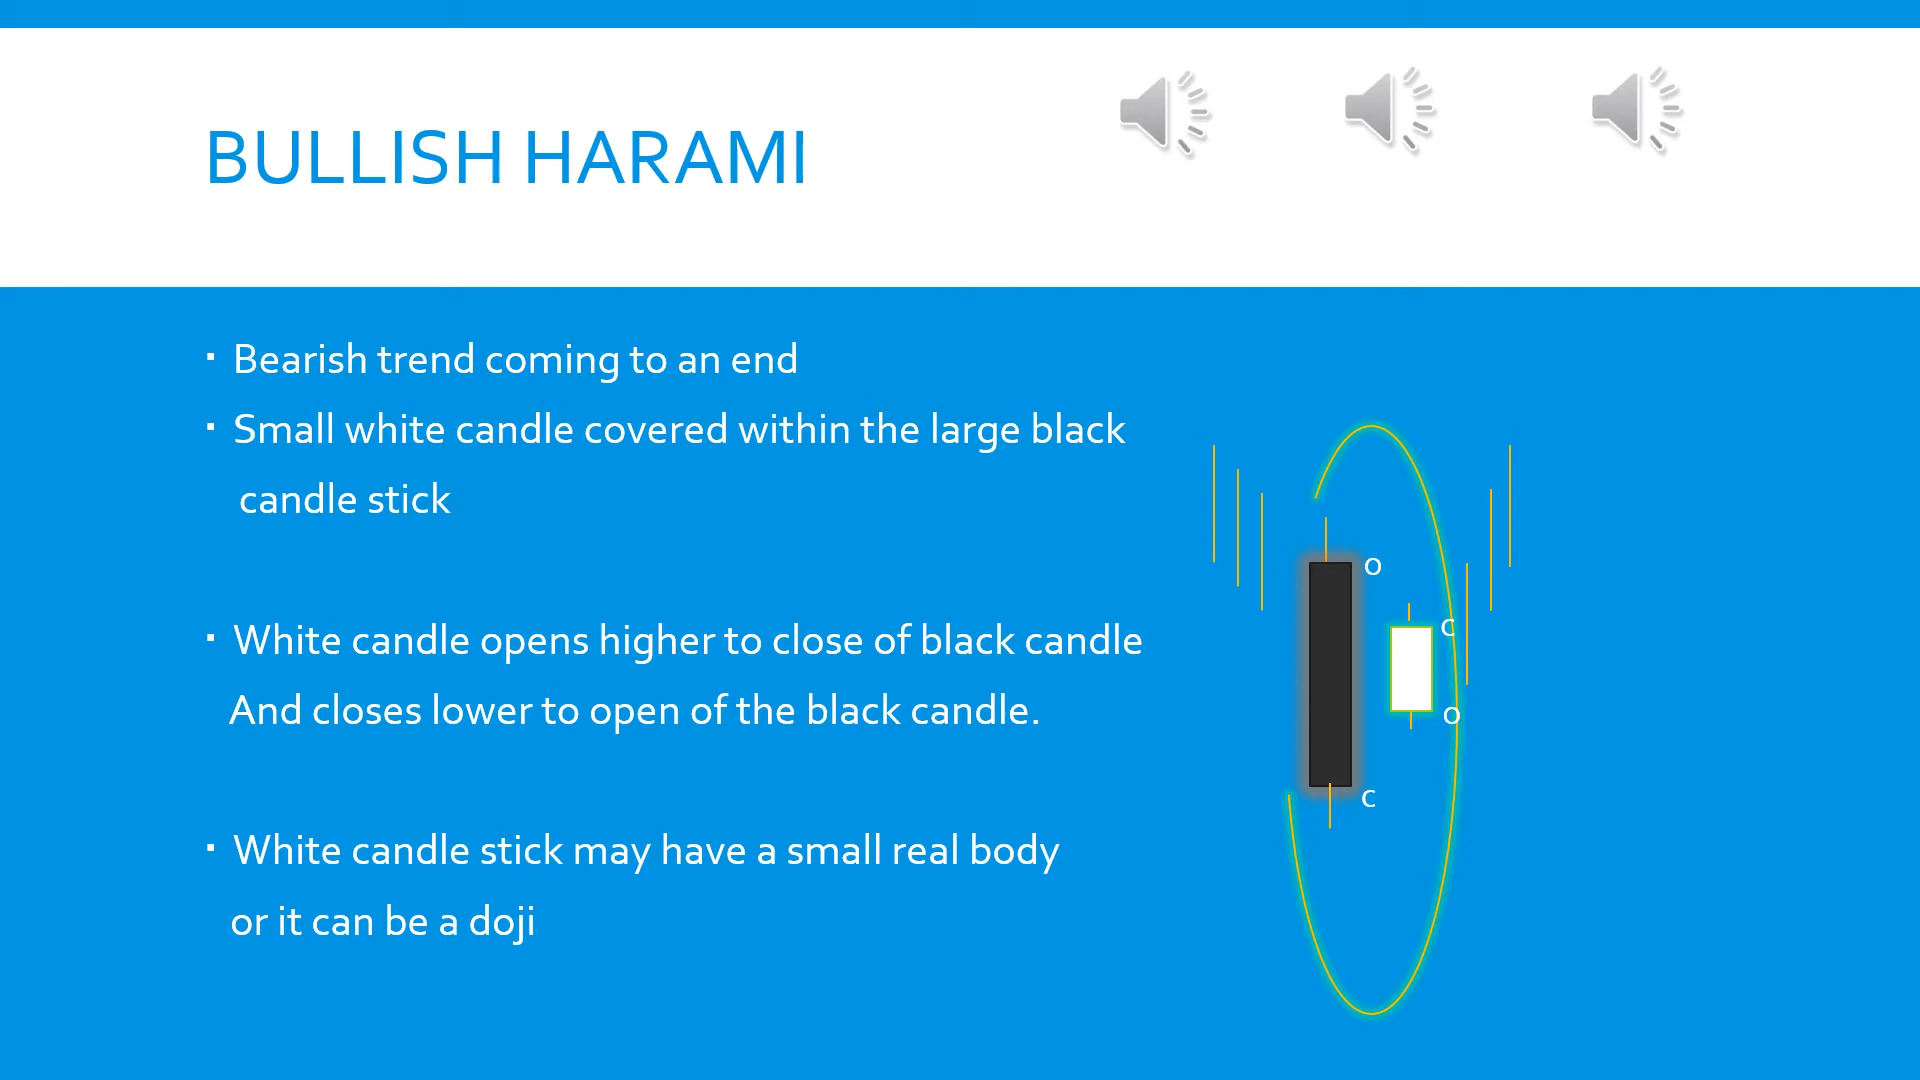 BULLISH HARAMI
▪ Bearish trend coming to an end
▪ Small white candle covered within the large black
candle stick
▪ White candle opens higher to close of black candle
And closes lower to open of the black candle.
▪ White candle stick may have a small real body
or it can be a doji
O
C
O
C